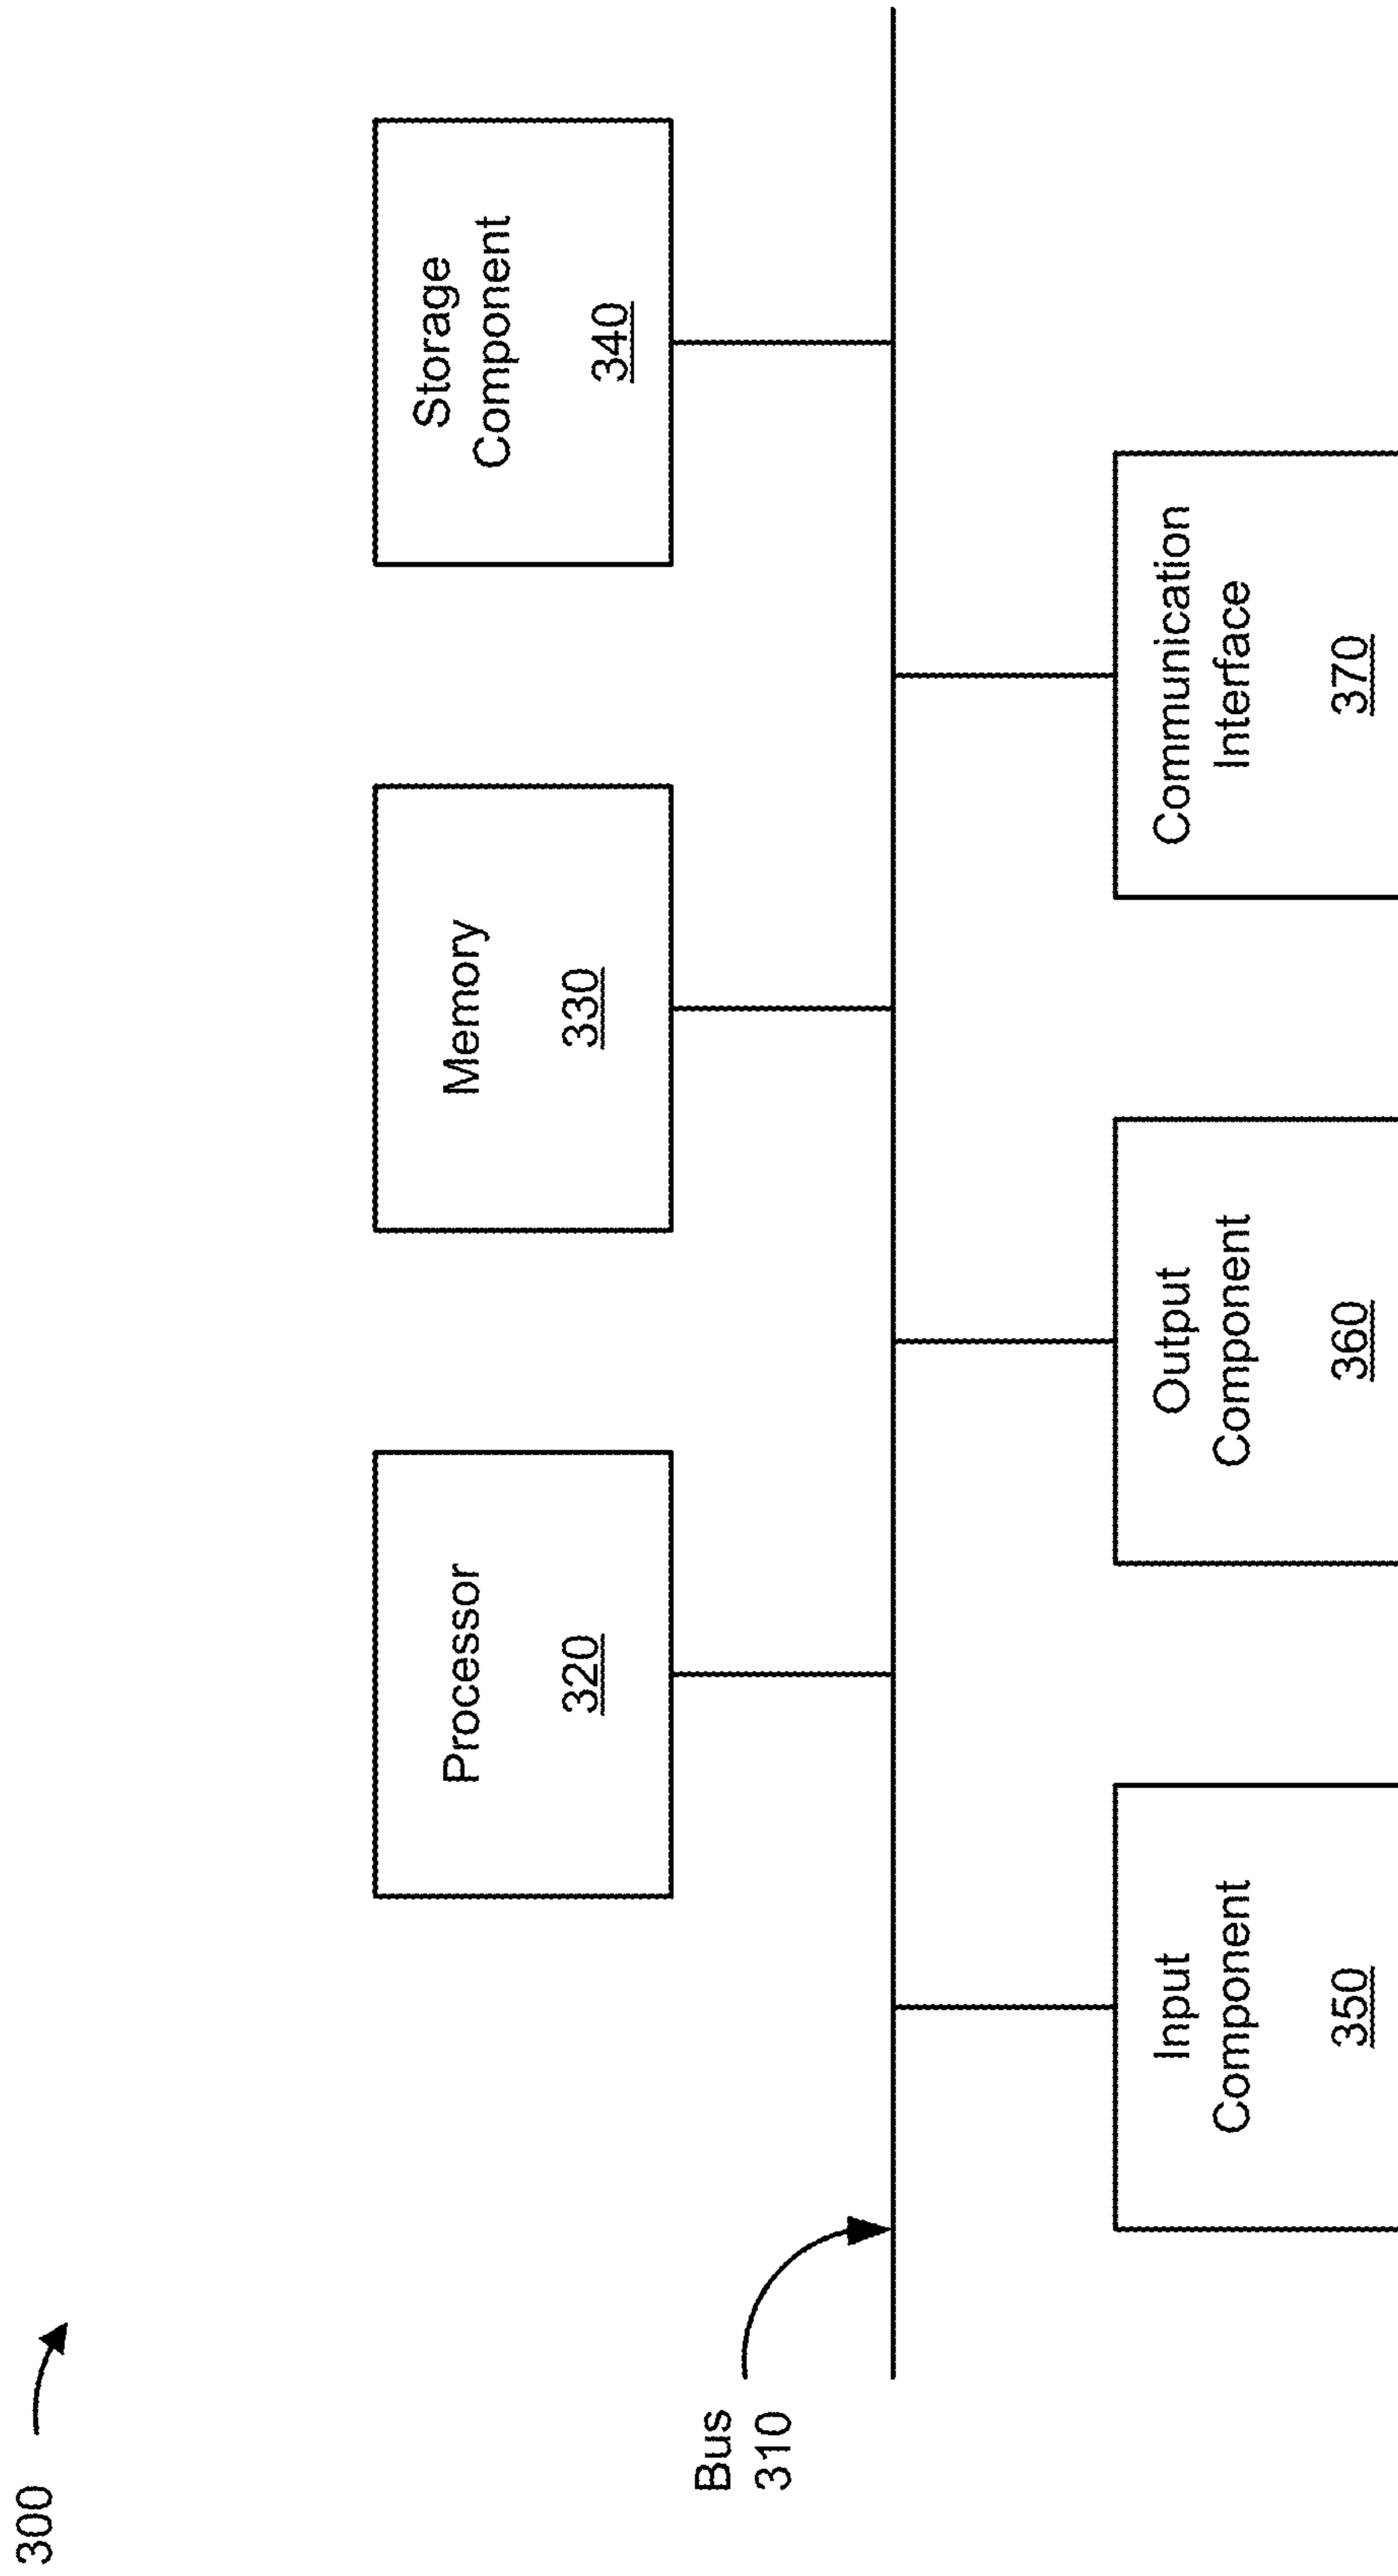 300
Processor
320
Memory
330
Storage
Component
340
Bus
310
Input
Component
350
Output
Component
360
Communication
Interface
370